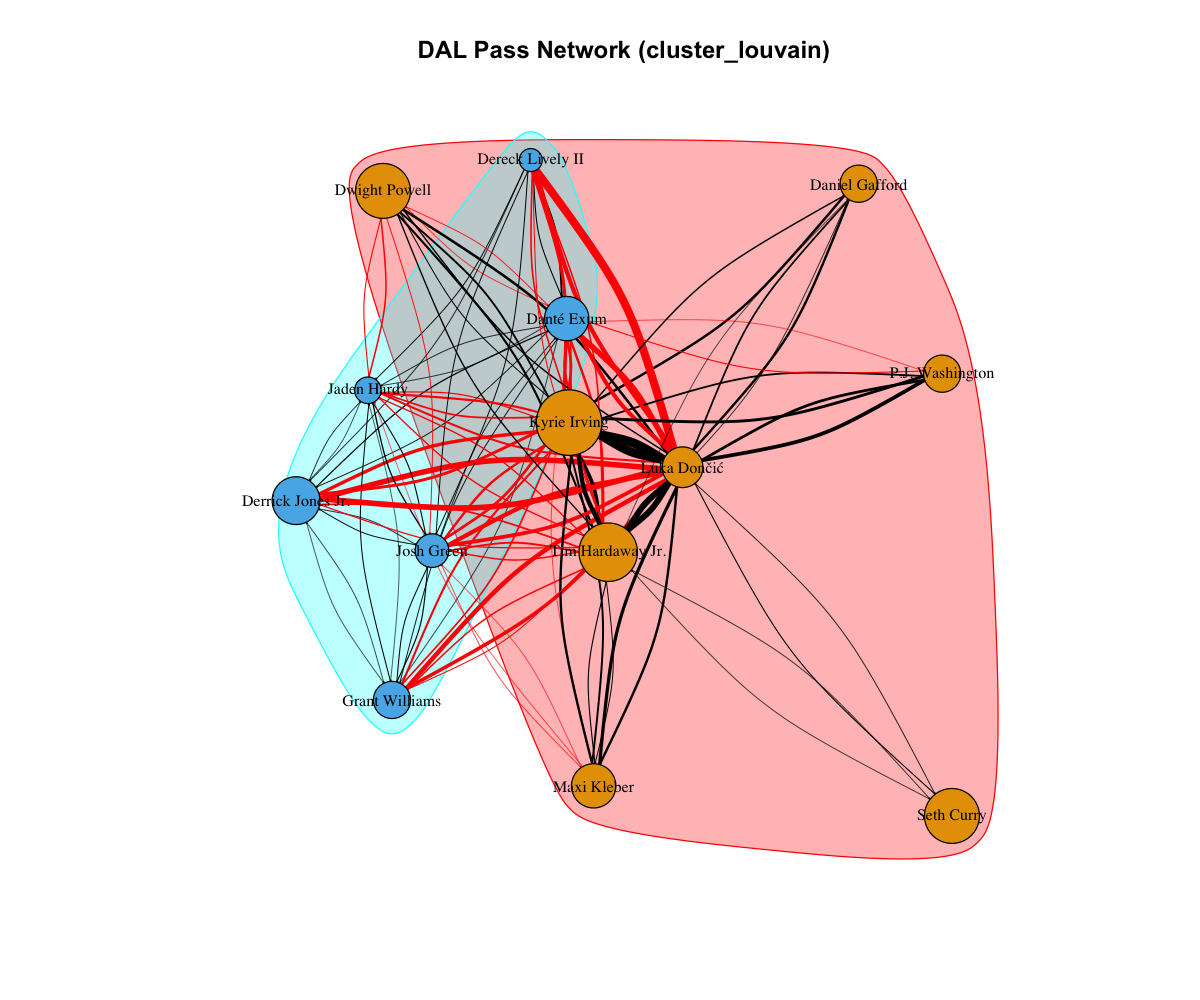 DAL Pass Network (cluster_louvain)
Dereck Lively II
Dwight Powell
Daniel Gafford
Danté Exum
P.J. Washington
Jaden Hardy
Kyrie Irving
Luka Dončić
Derrick Jones Jr.
Josh Green
Tim Hardaway Jr.
Grant Williams
Maxi Kleber
Seth Curry